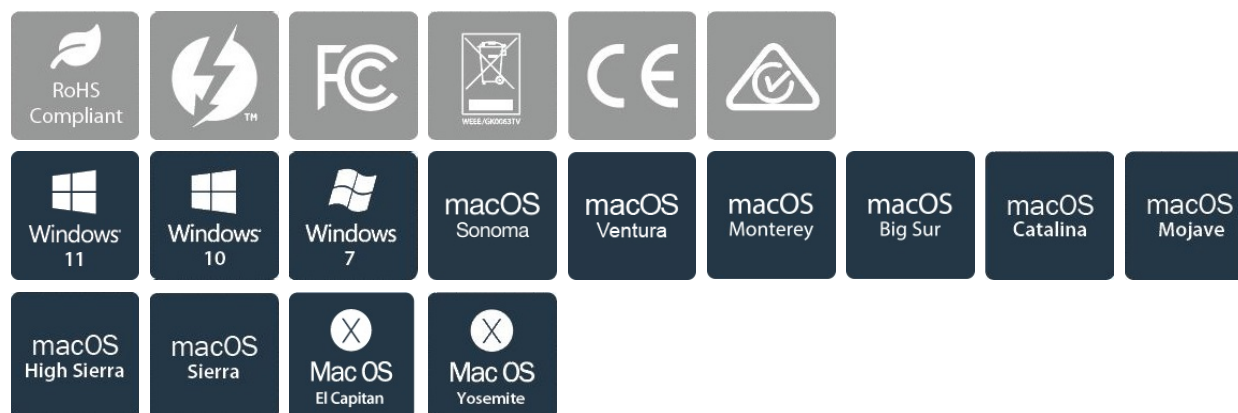 RoHS
Compliant
TM
FC
WEEE/GK0063TV
CE
Windows
11
Windows
10
Windows
7
macOS
Sonoma
macOS
Ventura
macOS
Monterey
macOS
Big Sur
macOS
Catalina
macOS
Mojave
macOS
High Sierra
macOS
Sierra
X
Mac OS
El Capitan
X
Mac OS
Yosemite